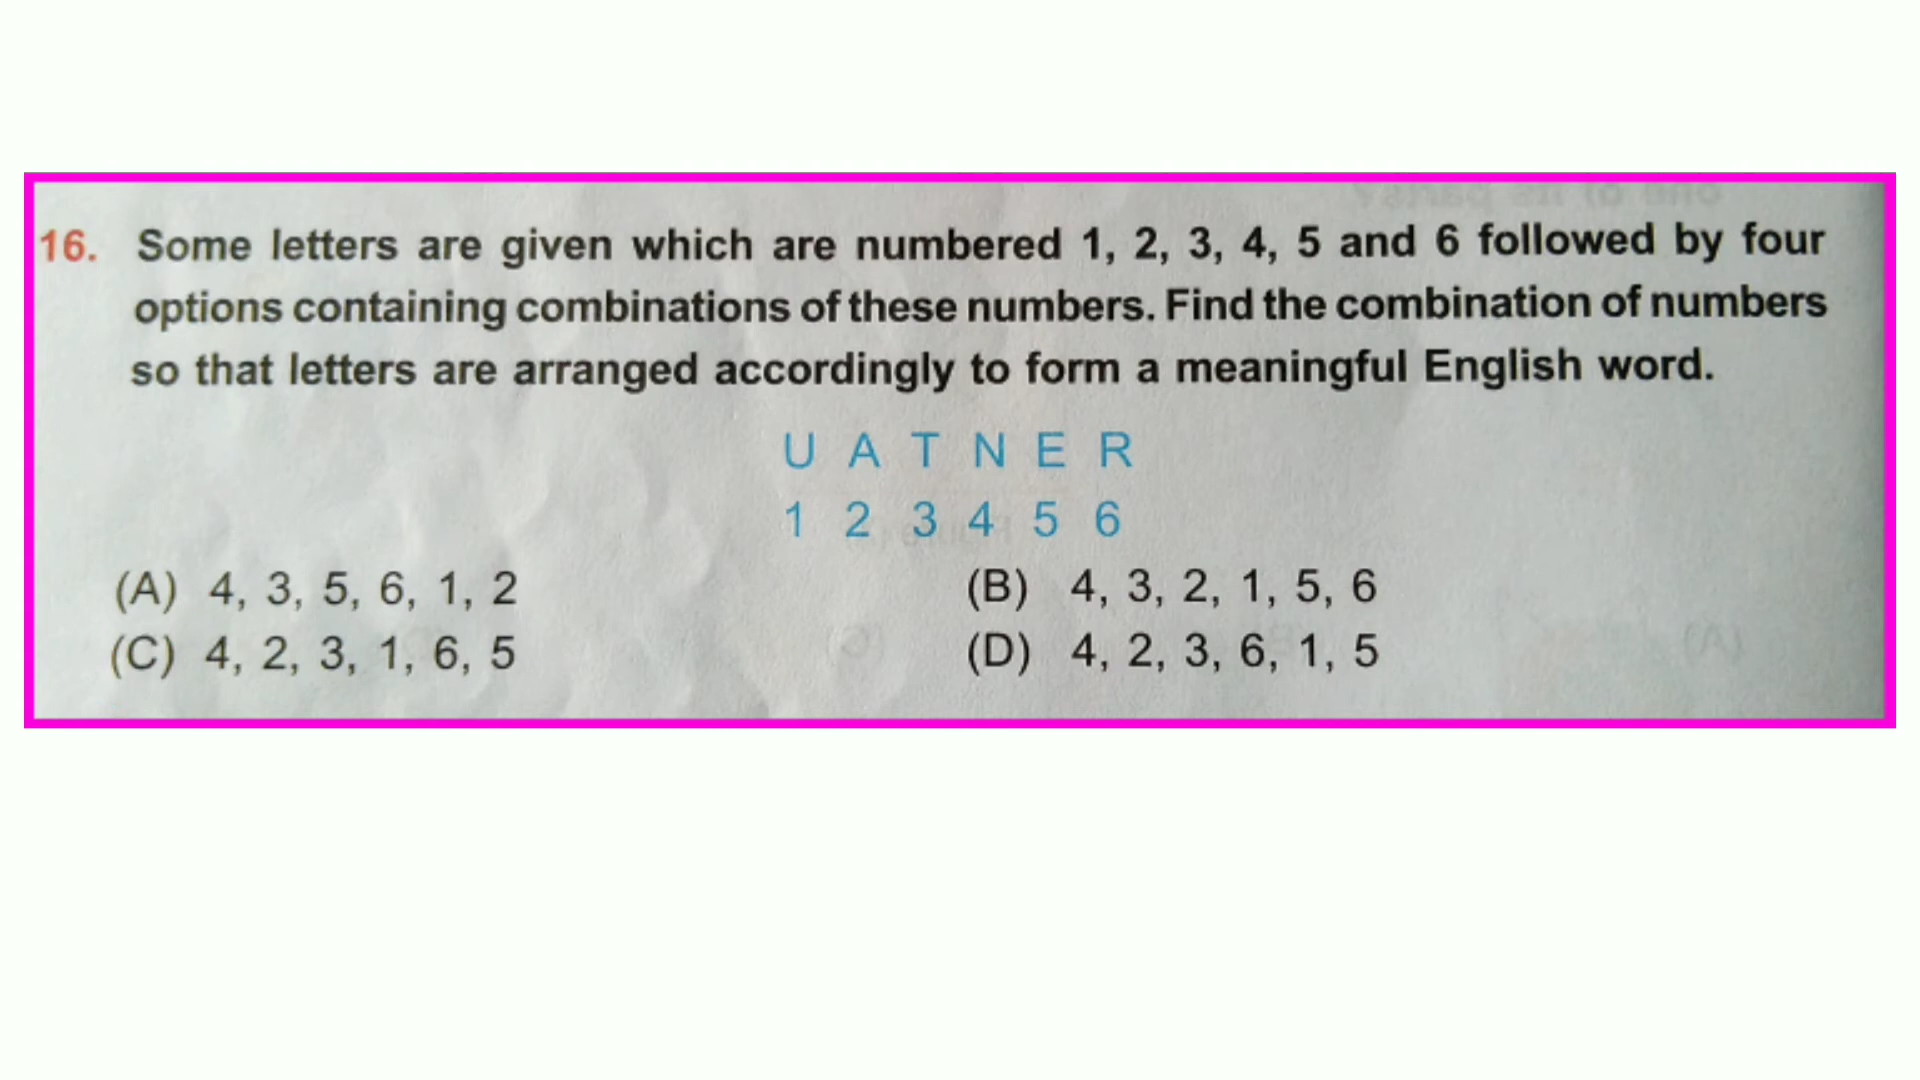 16. Some letters are given which are numbered 1, 2, 3, 4, 5 and 6 followed by four
options containing combinations of these numbers. Find the combination of numbers
so that letters are arranged accordingly to form a meaningful English word.
U A T N E R
1 2 3 4 5 6
(A) 4, 3, 5, 6, 1, 2 (B) 4, 3, 2, 1, 5, 6
(C) 4, 2, 3, 1, 6, 5 (D) 4, 2, 3, 6, 1, 5